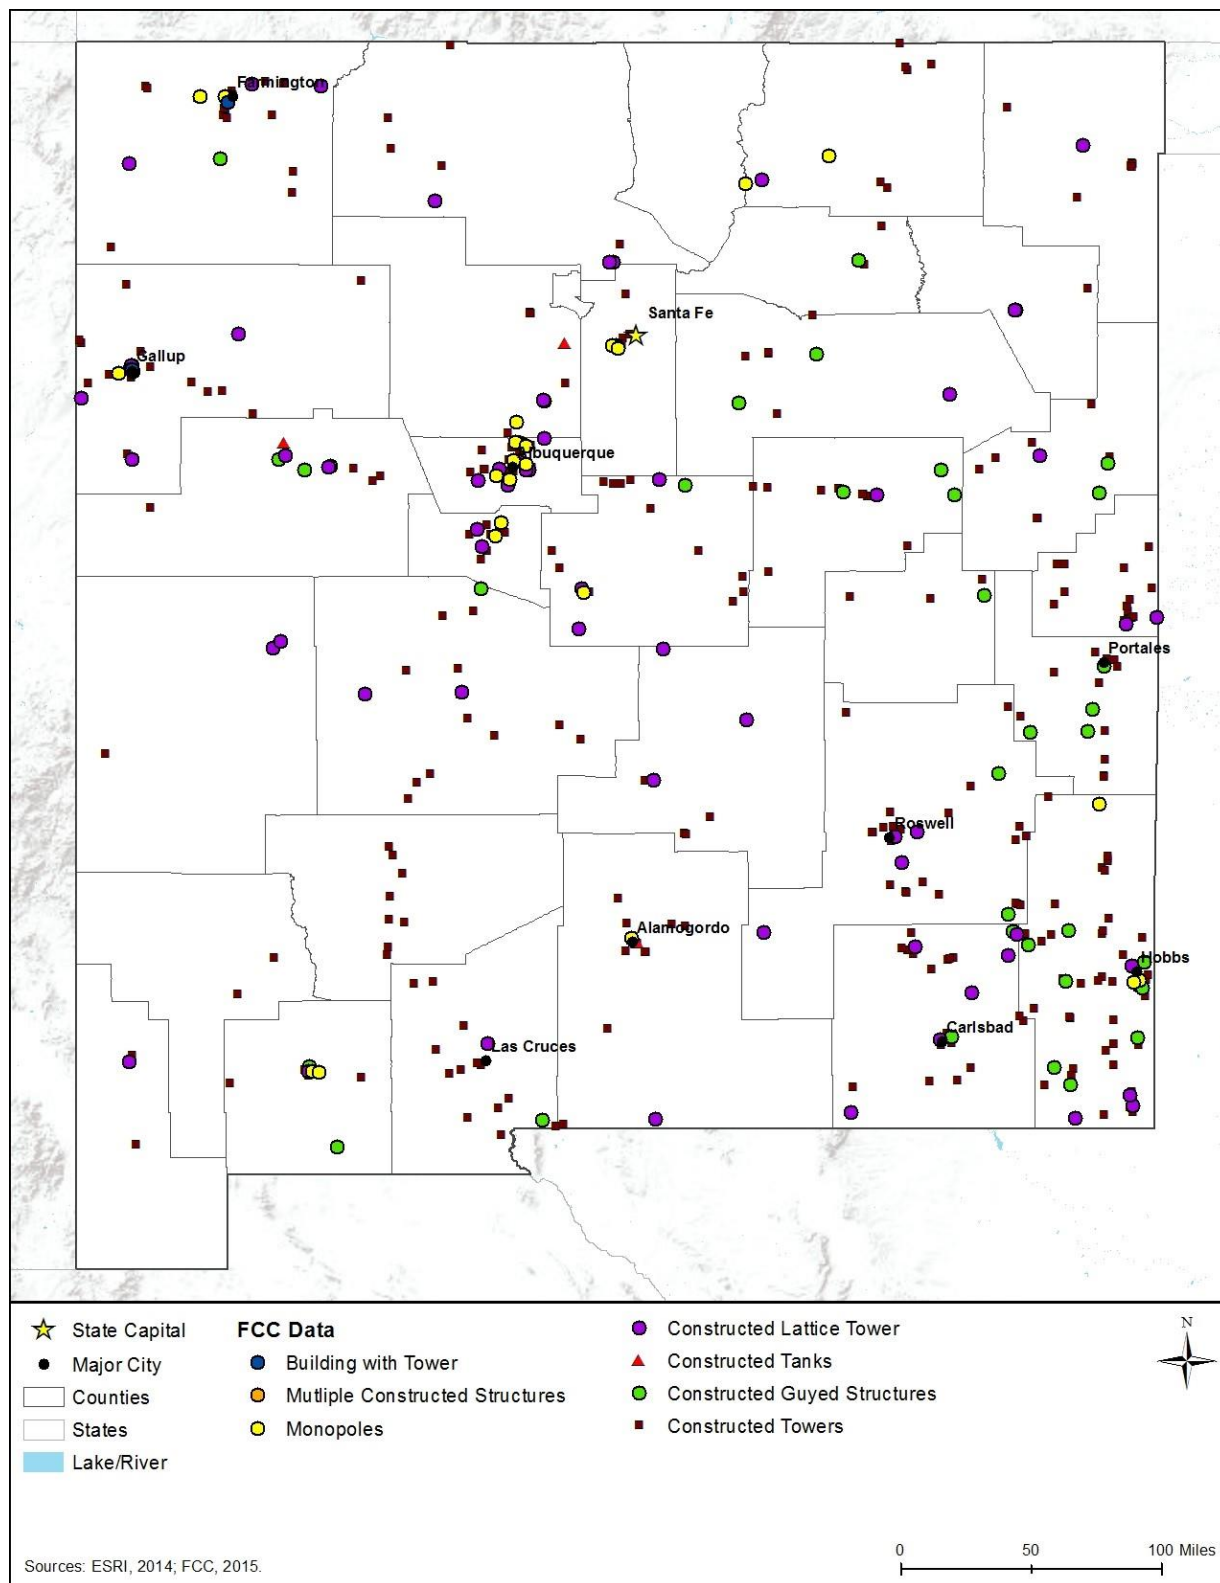 Farmington
Santa Fe
Gallup
Albuquerque
Portales
Roswell
Alamogordo
Hobbs
Carlsbad
Las Cruces
State Capital
Major City
Counties
States
Lake/River
FCC Data
Building with Tower
Mutliple Constructed Structures
Monopoles
Constructed Lattice Tower
Constructed Tanks
Constructed Guyed Structures
Constructed Towers
N
0 50 100 Miles
Sources: ESRI, 2014; FCC, 2015.